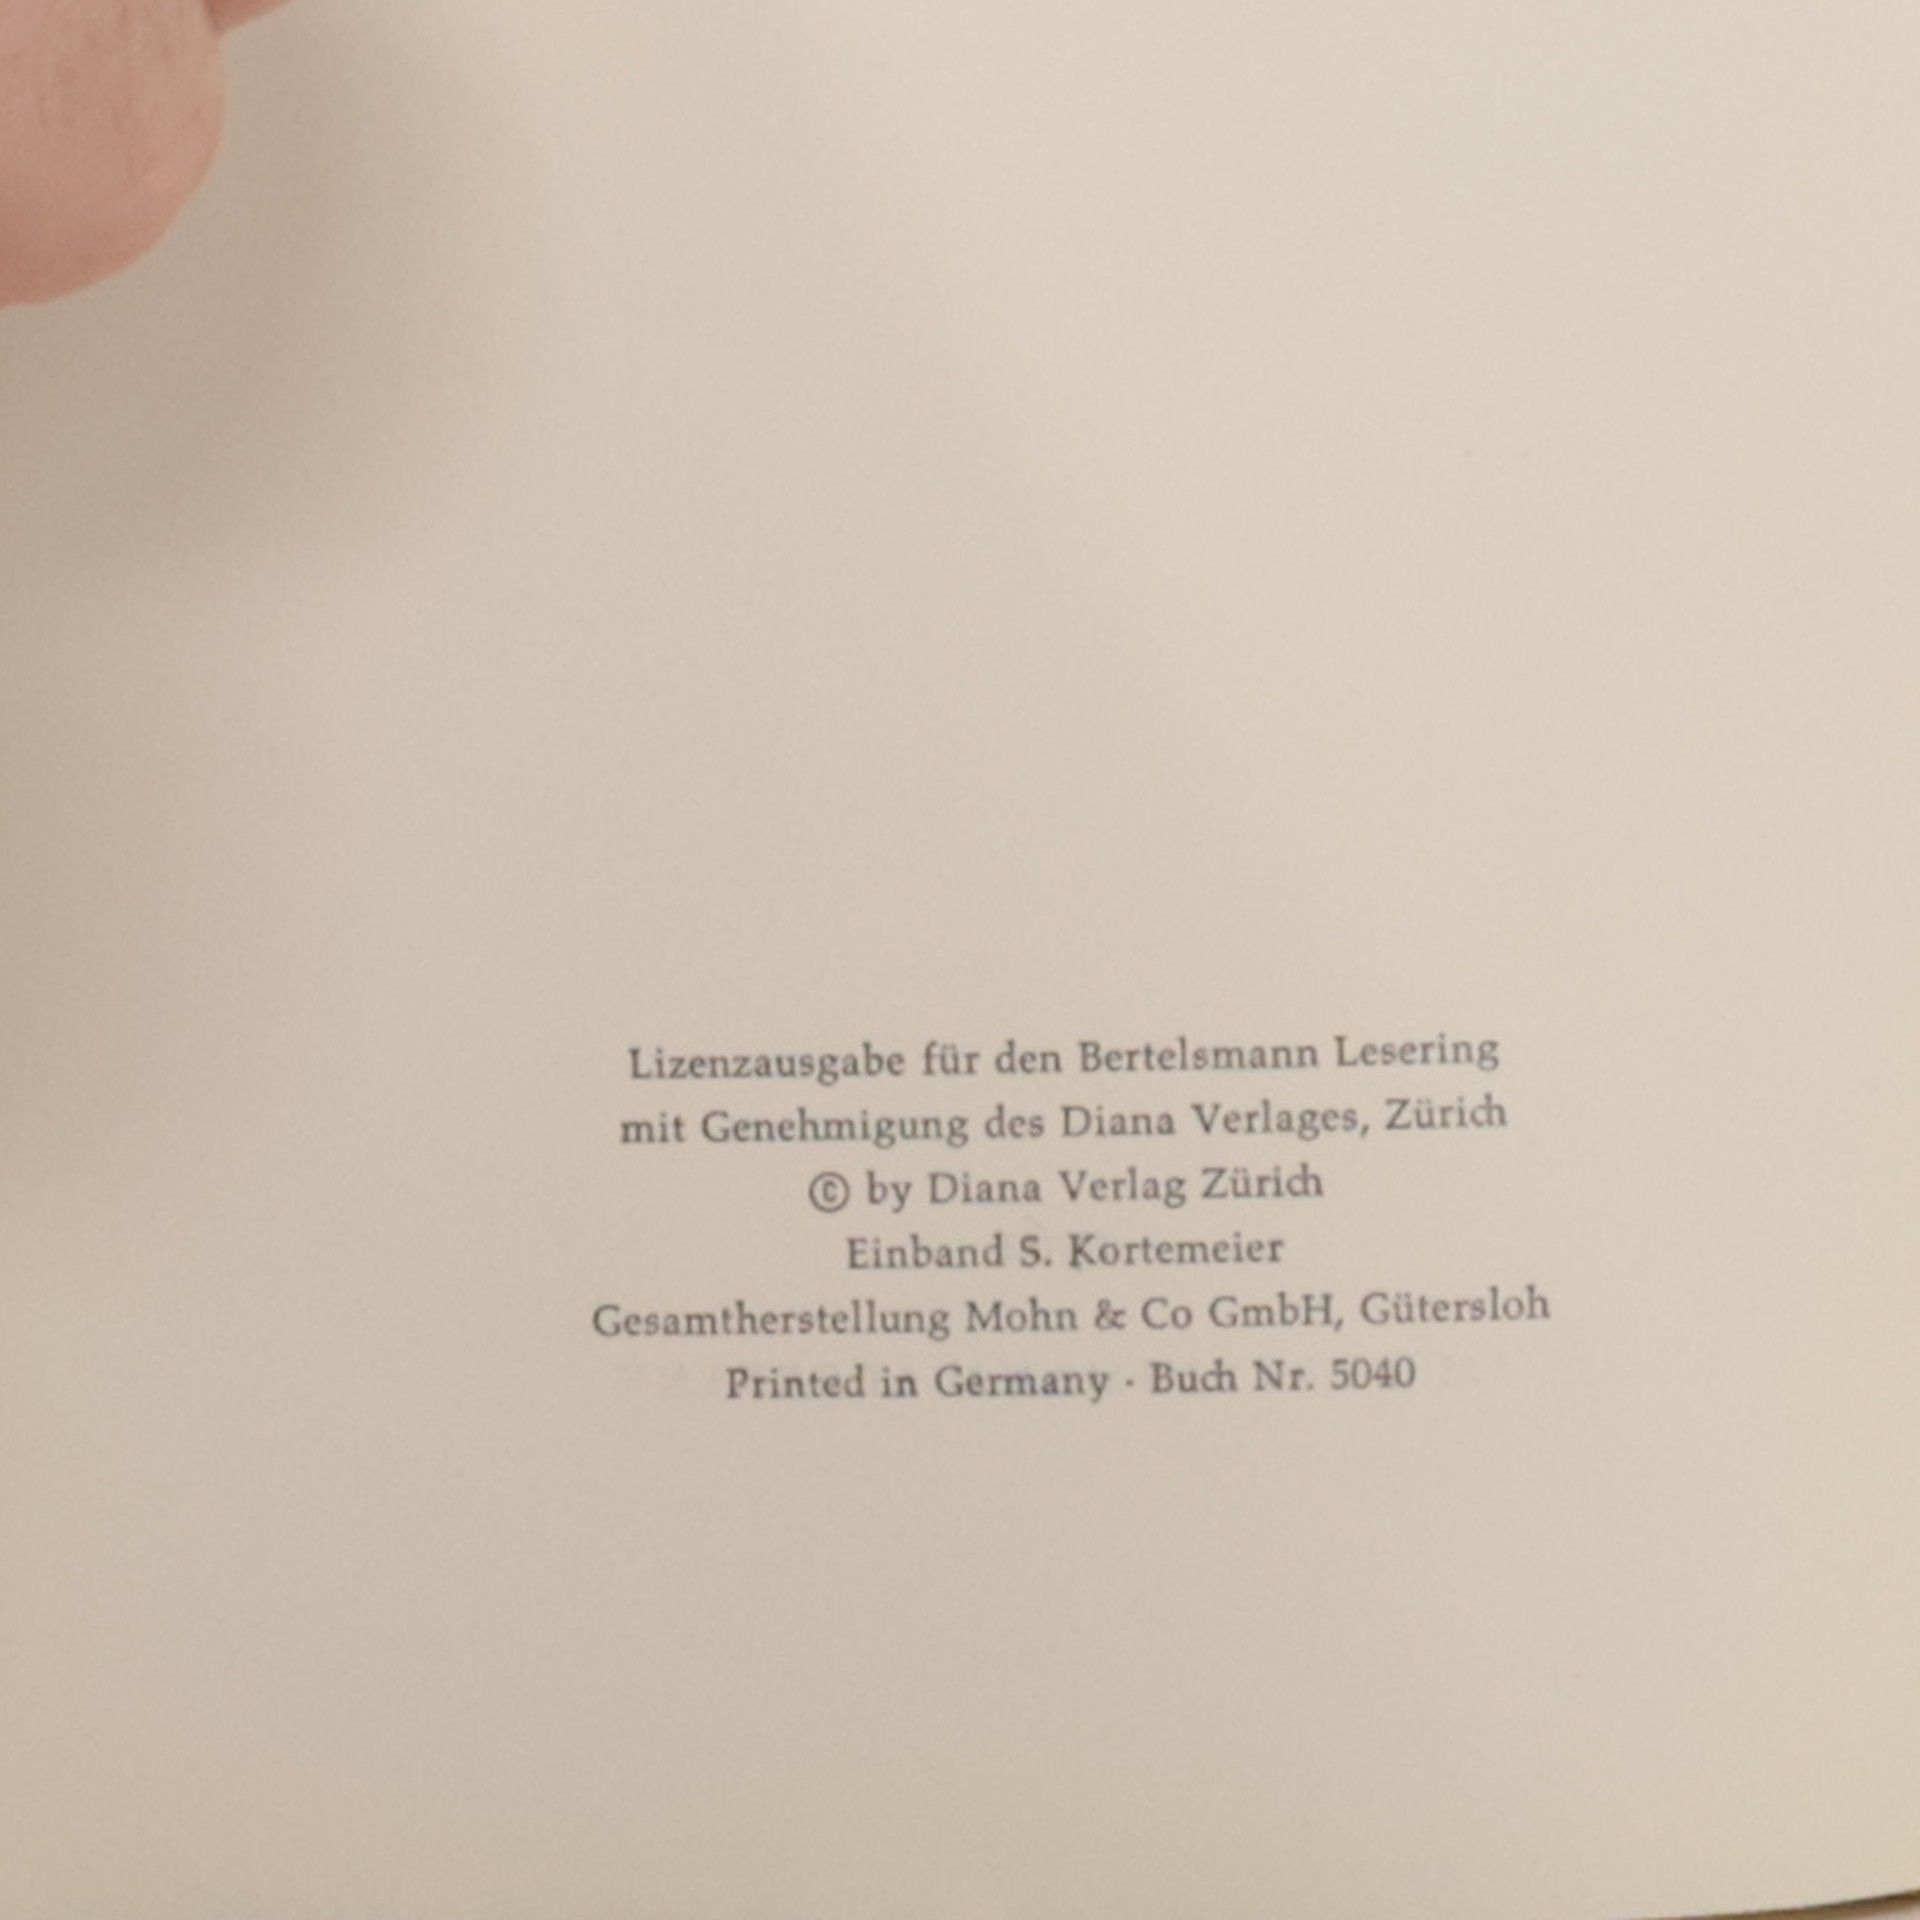 Lizenzausgabe für den Bertelsmann Lesering
mit Genehmigung des Diana Verlages, Zürich
© by Diana Verlag Zürich
Einband S. Kortemeier
Gesamtherstellung Mohn & Co GmbH, Gütersloh
Printed in Germany · Buch Nr. 5040